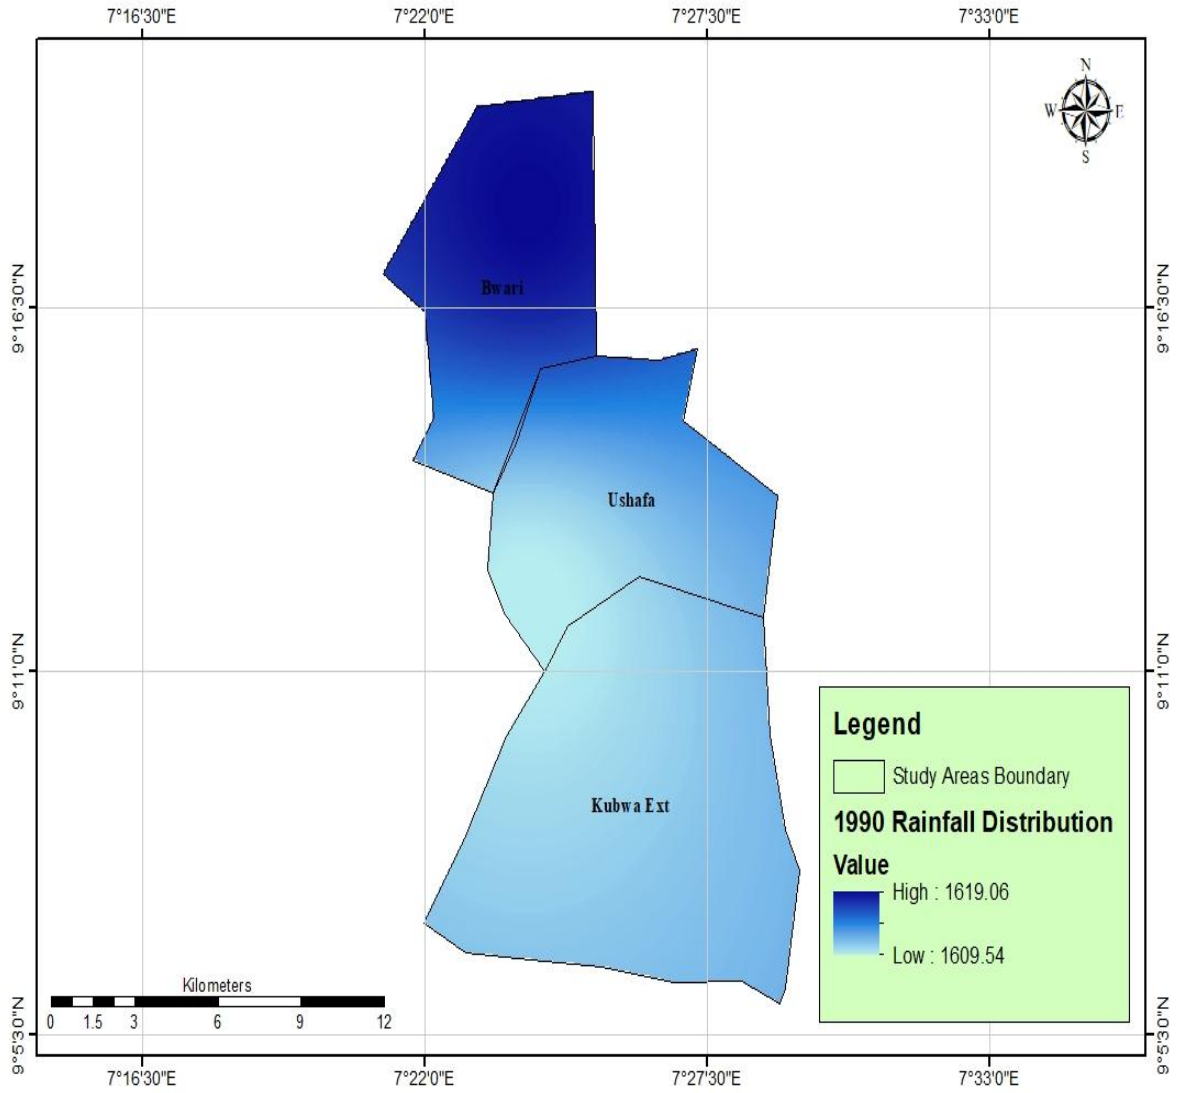 7°16'30"E 7°22'0"E 7°27'30"E 7°33'0"E
N
W E
S
Bwari
9°16'30"N 9°16'30"N
Ushafa
9°11'0"N 9°11'0"N
Legend
Study Areas Boundary
Kubwa Ext
1990 Rainfall Distribution
Value
High : 1619.06
Low : 1609.54
Kilometers
0 1.5 3 6 9 12
9°5'30"N 9°5'30"N
7°16'30"E 7°22'0"E 7°27'30"E 7°33'0"E